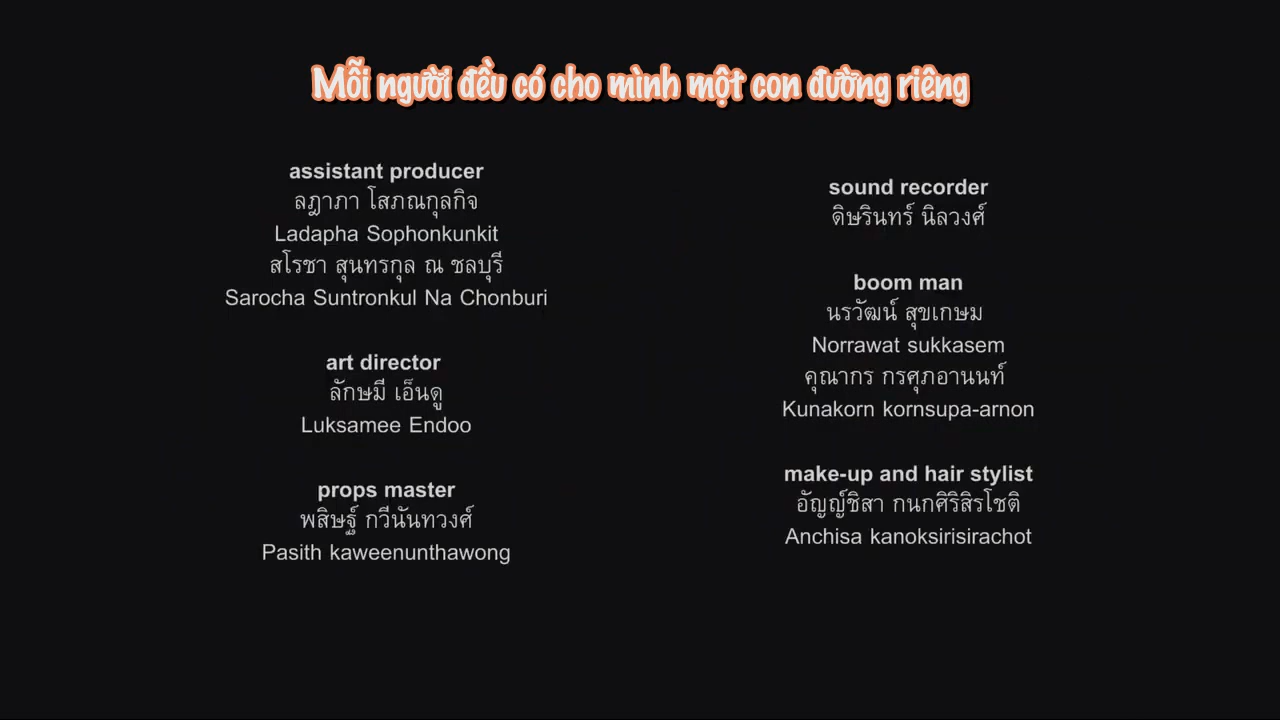 Mỗi người đều có cho mình một con đường riêng
assistant producer
ลฎาภา โสภณกุลกิจ
Ladapha Sophonkunkit
สโรชา สุนทรกุล ณ ชลบุรี
Sarocha Suntronkul Na Chonburi
art director
ลักษมี เอ็นดู
Luksamee Endoo
props master
พสิษฐ์ กวีนันทวงศ์
Pasith kaweenunthawong
sound recorder
ดิษรินทร์ นิลวงศ์
boom man
นรวัฒน์ สุขเกษม
Norrawat sukkasem
คุณากร กรศุภอานนท์
Kunakorn kornsupa-arnon
make-up and hair stylist
อัญญ์ชิสา กนกศิริสิรโชติ
Anchisa kanoksirisirachot